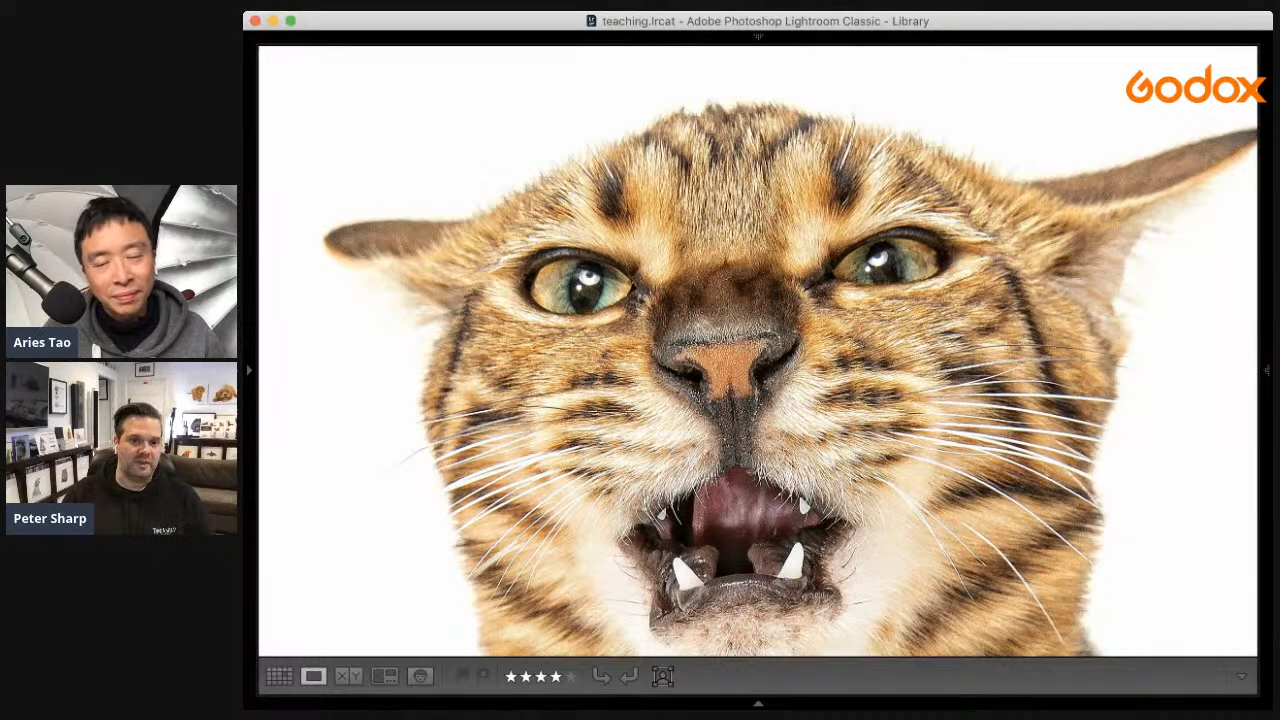 teaching.lrcat - Adobe Photoshop Lightroom Classic - Library
Godox
Aries Tao
Peter Sharp
X Y